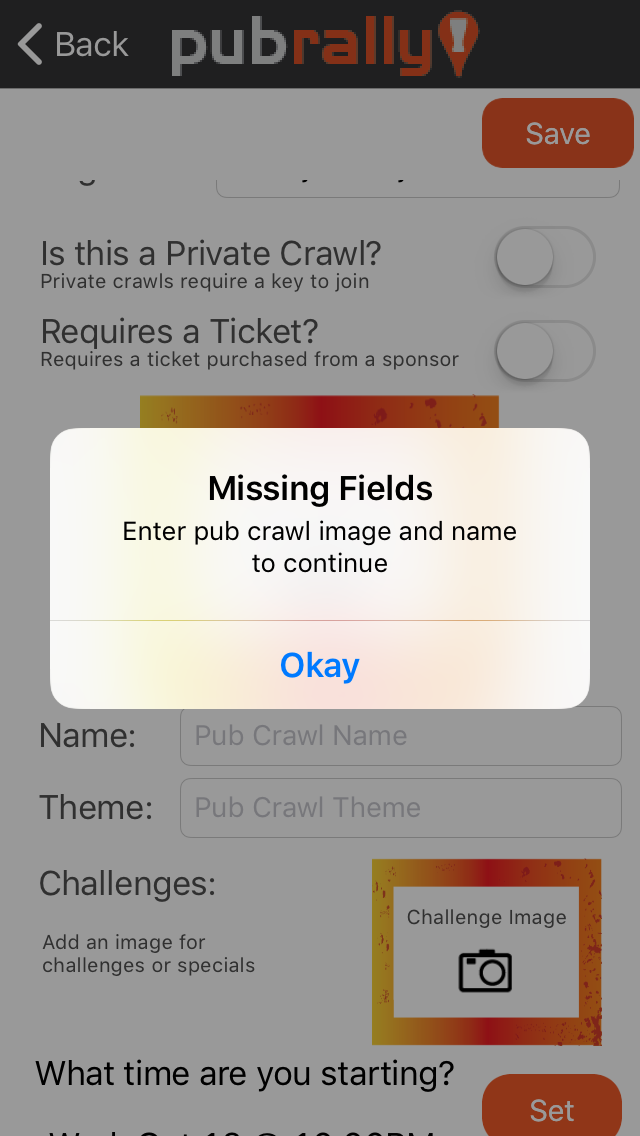 Back
pubrally
Save
Is this a Private Crawl?
Private crawls require a key to join
Requires a Ticket?
Requires a ticket purchased from a sponsor
Missing Fields
Enter pub crawl image and name
to continue
Okay
Name:
Pub Crawl Name
Theme:
Pub Crawl Theme
Challenges:
Challenge Image
Add an image for
challenges or specials
What time are you starting?
Set